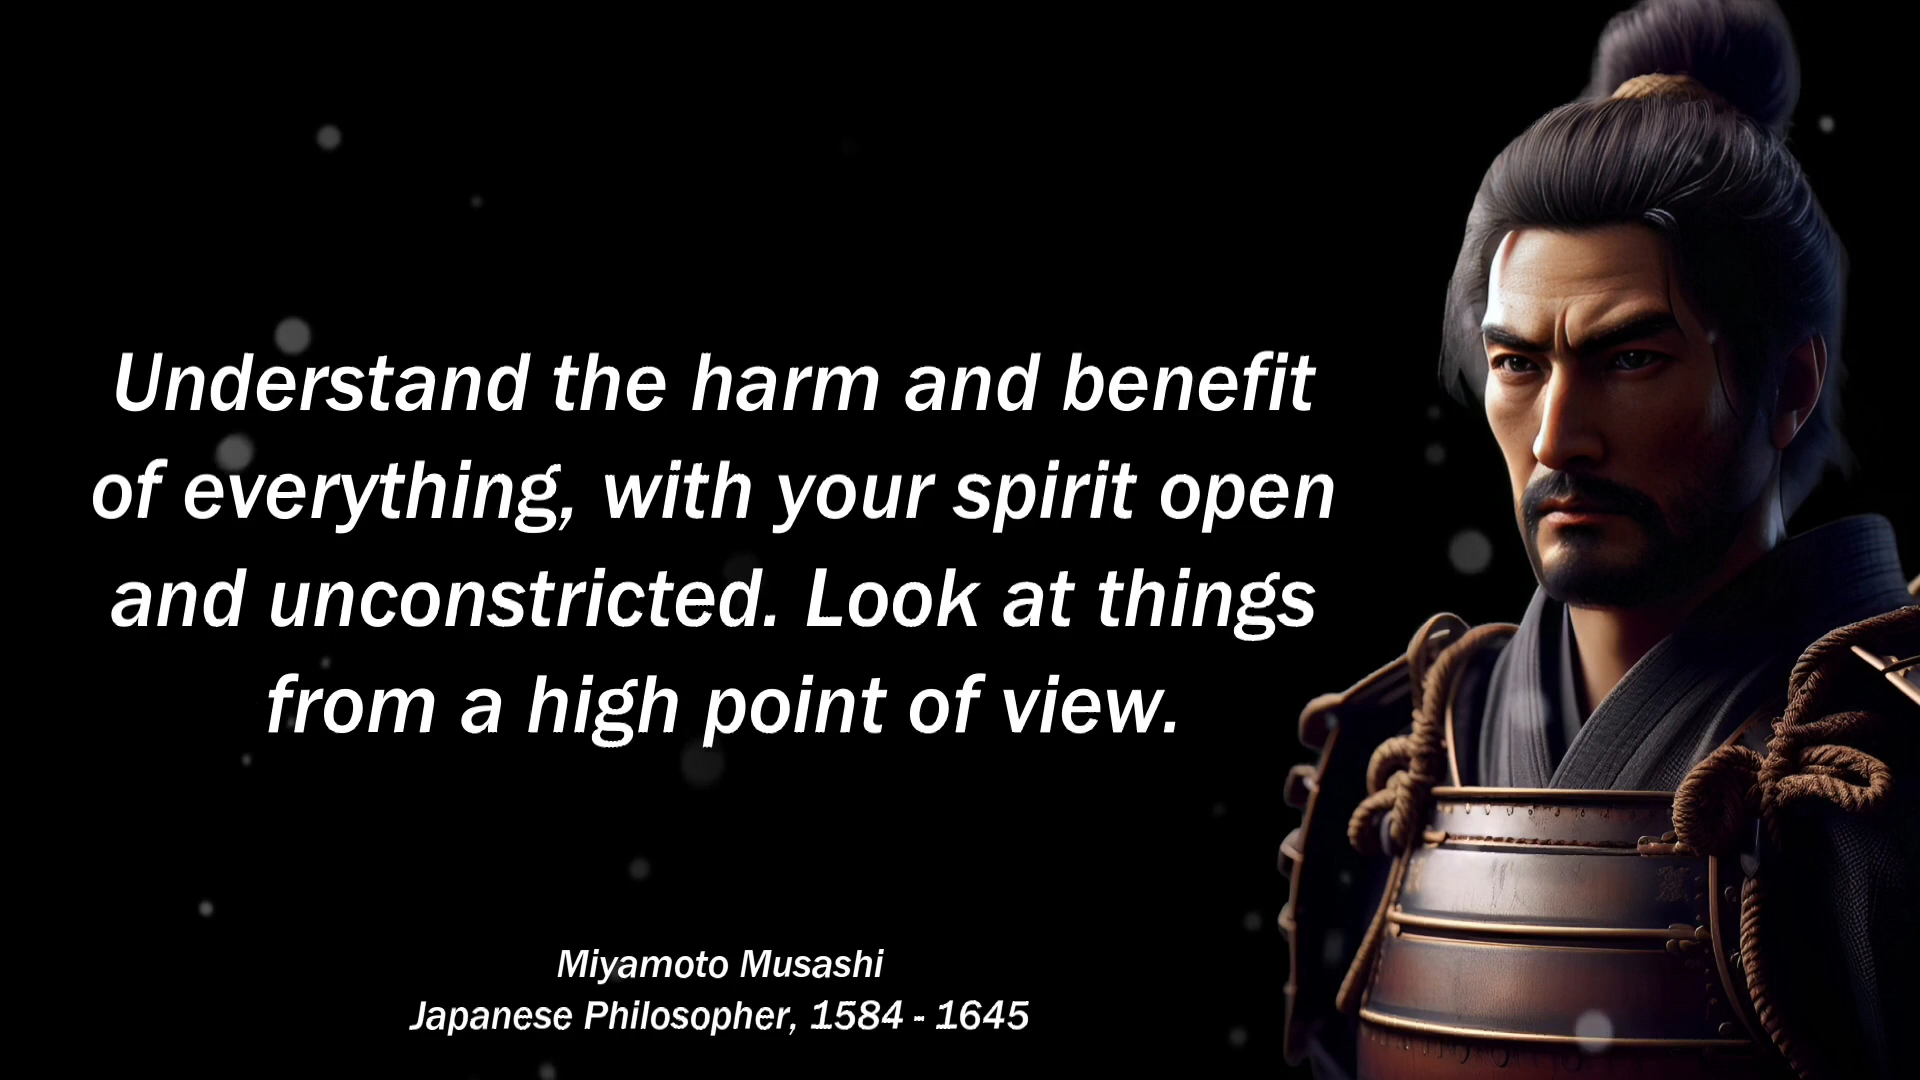 Understand the harm and benefit
of everything, with your spirit open
and unconstricted. Look at things
from a high point of view.
Miyamoto Musashi
Japanese Philosopher, 1584 - 1645